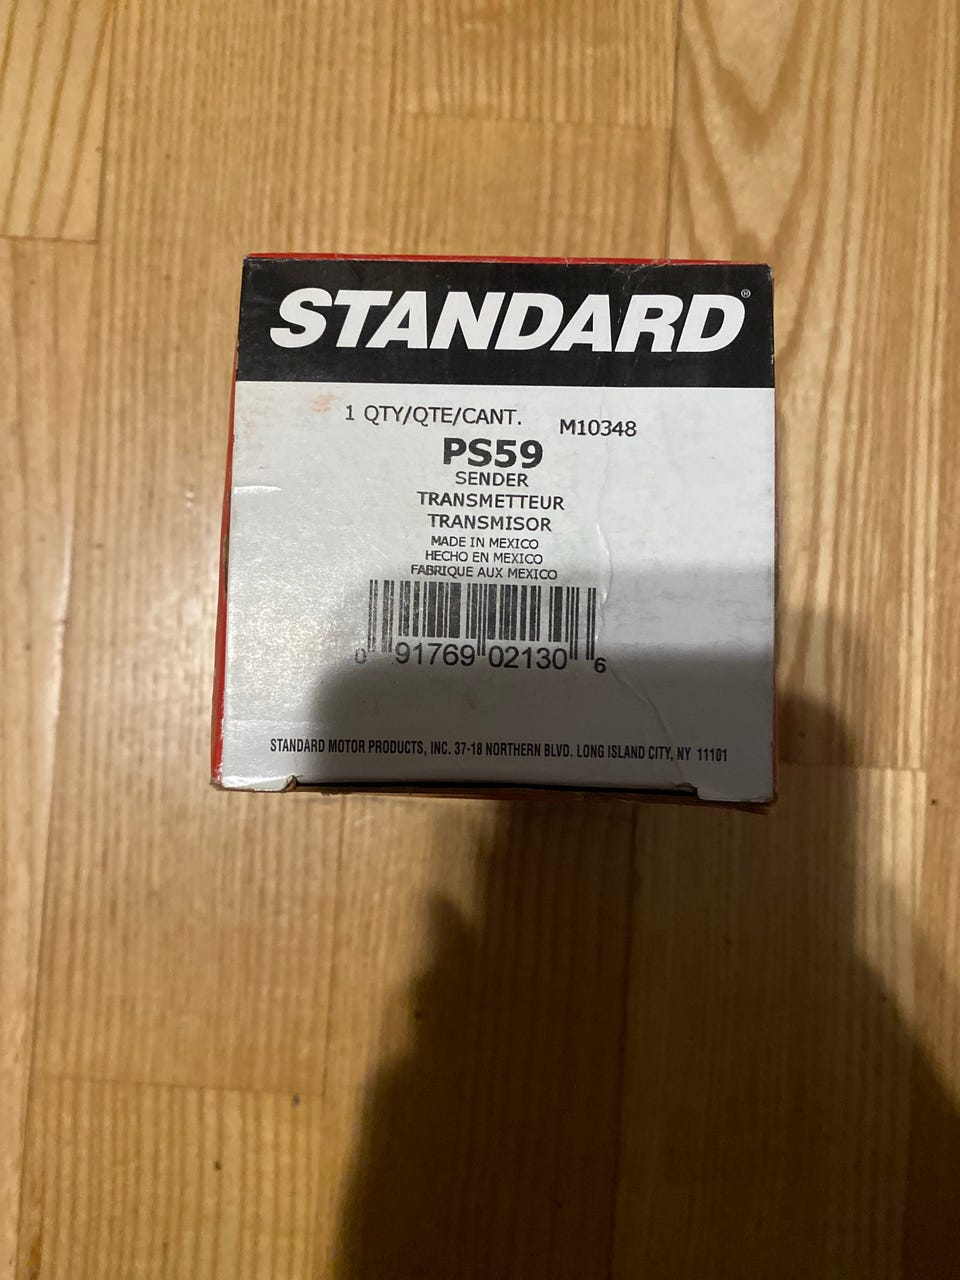 STANDARD®
1 QTY/QTE/CANT. M10348
PS59
SENDER
TRANSMETTEUR
TRANSMISOR
MADE IN MEXICO
HECHO EN MEXICO
FABRIQUE AUX MEXICO
0 91769 02130 6
STANDARD MOTOR PRODUCTS, INC. 37-18 NORTHERN BLVD. LONG ISLAND CITY, NY 11101